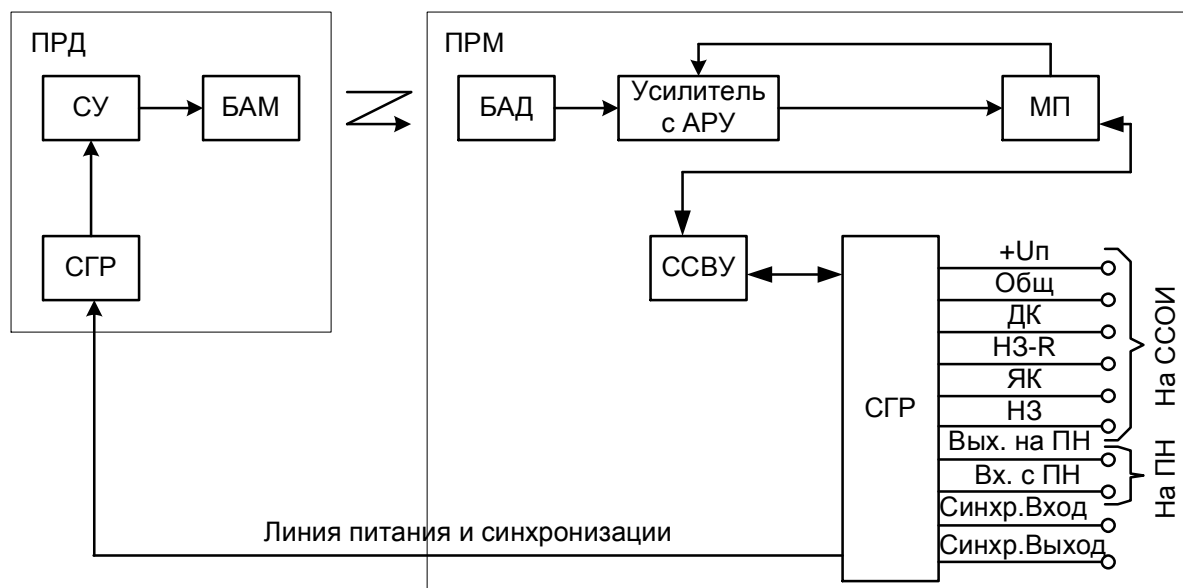 ПРД
ПРМ
СУ
БАМ
БАД
Усилитель
с АРУ
МП
СГР
ССВУ
СГР
+Uп
Общ
ДК
НЗ-R
ЯК
НЗ
Вых. на ПН
Вх. с ПН
Синхр.Вход
Синхр.Выход
На ССОИ
На ПН
Линия питания и синхронизации